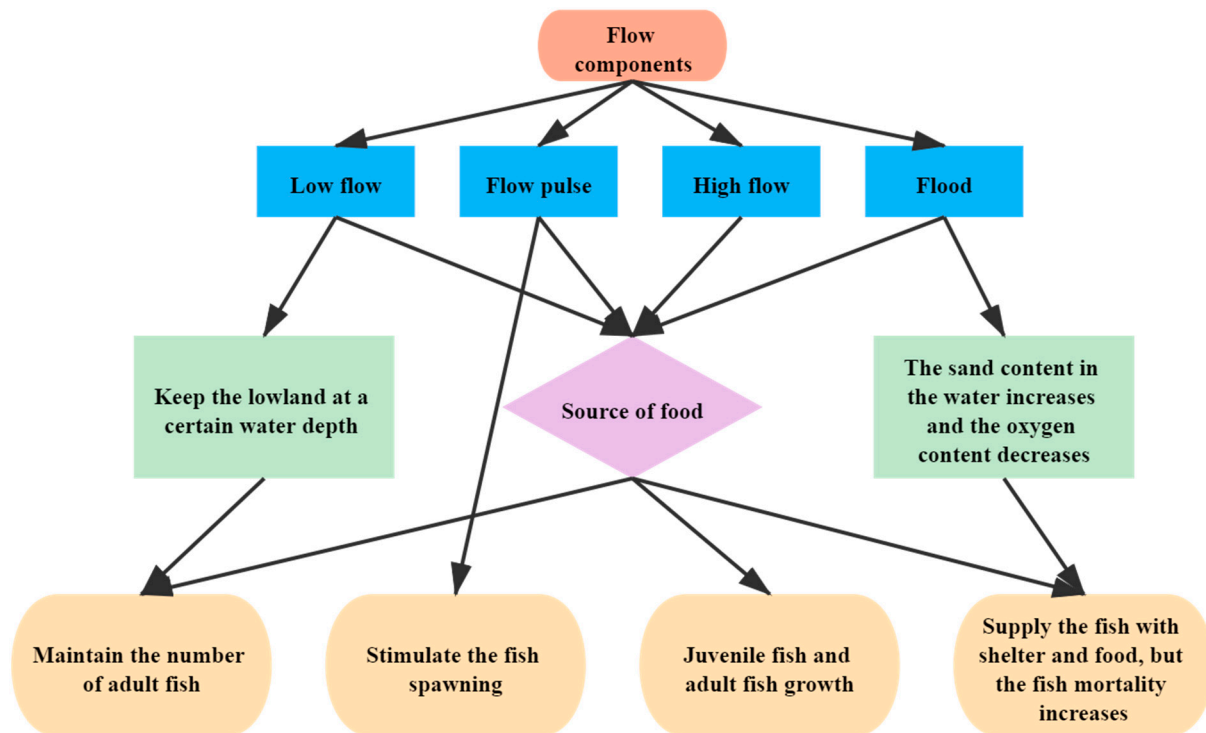 Flow
components
Low flow
Flow pulse
High flow
Flood
Keep the lowland at a
certain water depth
Source of food
The sand content in
the water increases
and the oxygen
content decreases
Maintain the number
of adult fish
Stimulate the fish
spawning
Juvenile fish and
adult fish growth
Supply the fish with
shelter and food, but
the fish mortality
increases